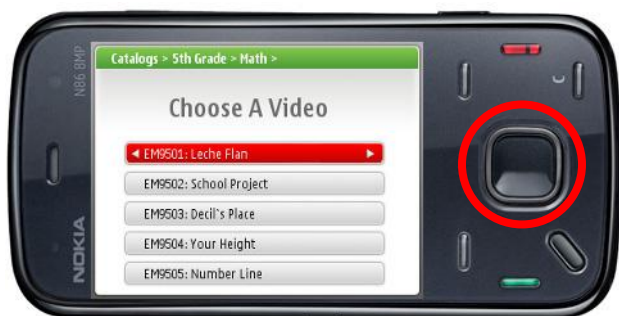 N86 8MP
NOKIA
Catalogs > 5th Grade > Math >
Choose A Video
EM9501: Leche Flan
EM9502: School Project
EM9503: Decil`s Place
EM9504: Your Height
EM9505: Number Line